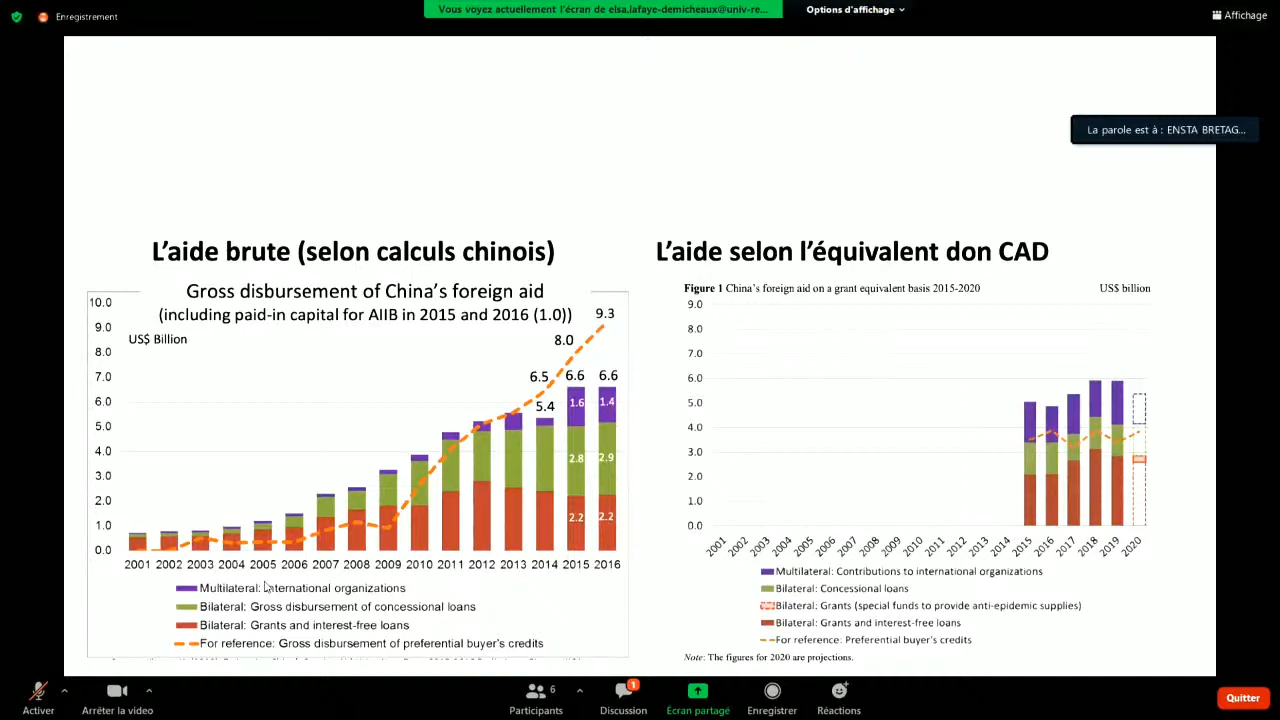 Enregistrement
Vous voyez actuellement l'écran de elsa.lafaye-demicheaux@univ-re...
Options d'affichage
Affichage
La parole est à : ENSTA BRETAG...
L'aide brute (selon calculs chinois)
Gross disbursement of China's foreign aid
(including paid-in capital for AIIB in 2015 and 2016 (1.0))
US$ Billion
10.0
9.0
8.0
7.0
6.0
5.0
4.0
3.0
2.0
1.0
0.0
9.3
8.0
6.5
6.6
6.6
5.4
1.6
1.4
2.8
2.9
2.2
2.2
2001 2002 2003 2004 2005 2006 2007 2008 2009 2010 2011 2012 2013 2014 2015 2016
Multilateral: International organizations
Bilateral: Gross disbursement of concessional loans
Bilateral: Grants and interest-free loans
For reference: Gross disbursement of preferential buyer's credits
L'aide selon l'équivalent don CAD
Figure 1 China's foreign aid on a grant equivalent basis 2015-2020
US$ billion
9.0
8.0
7.0
6.0
5.0
4.0
3.0
2.0
1.0
0.0
2001 2002 2003 2004 2005 2006 2007 2008 2009 2010 2011 2012 2013 2014 2015 2016 2017 2018 2019 2020
Multilateral: Contributions to international organizations
Bilateral: Concessional loans
Bilateral: Grants (special funds to provide anti-epidemic supplies)
Bilateral: Grants and interest-free loans
For reference: Preferential buyer's credits
Note: The figures for 2020 are projections.
Activer
Arrêter la video
6
Participants
1
Discussion
Écran partagé
Enregistrer
Réactions
Quitter